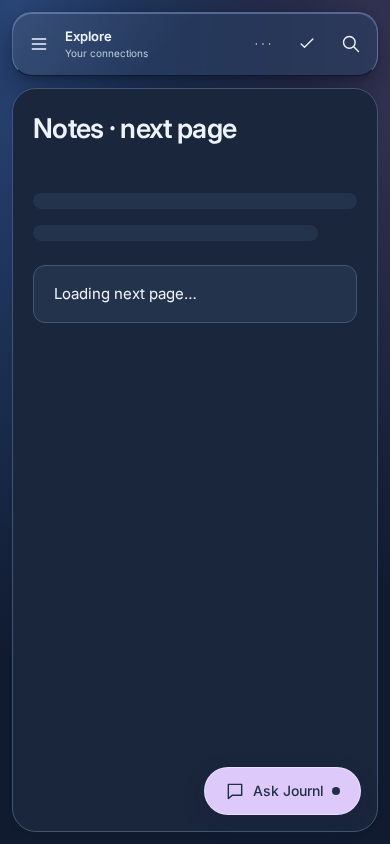 Explore
Your connections
...
Notes · next page
Loading next page...
Ask Journl